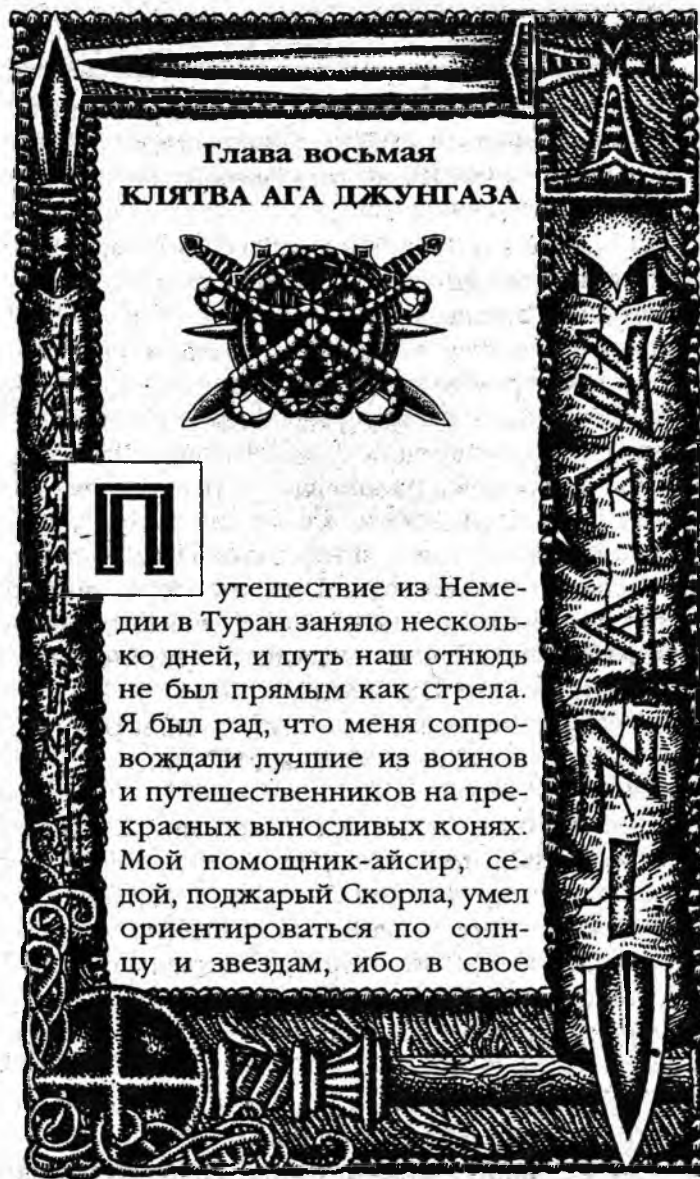 Глава восьмая
КЛЯТВА АГА ДЖУНГАЗА
Путешествие из Неме-
дии в Туран заняло несколь-
ко дней, и путь наш отнюдь
не был прямым как стрела.
Я был рад, что меня сопро-
вождали лучшие из воинов
и путешественников на пре-
красных выносливых конях.
Мой помощник-айсир, се-
дой, поджарый Скорла, умел
ориентироваться по солн-
цу и звездам, ибо в свое